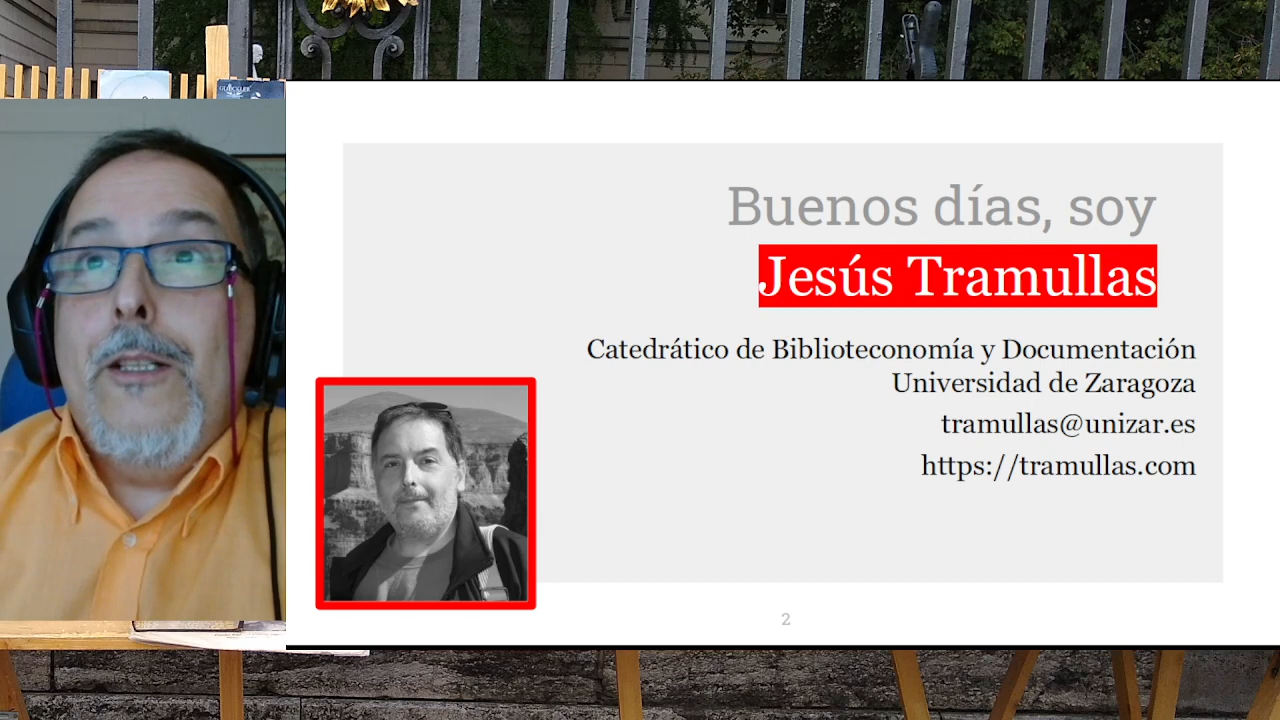 Buenos días, soy
Jesús Tramullas
Catedrático de Biblioteconomía y Documentación
Universidad de Zaragoza
tramullas@unizar.es
https://tramullas.com
2